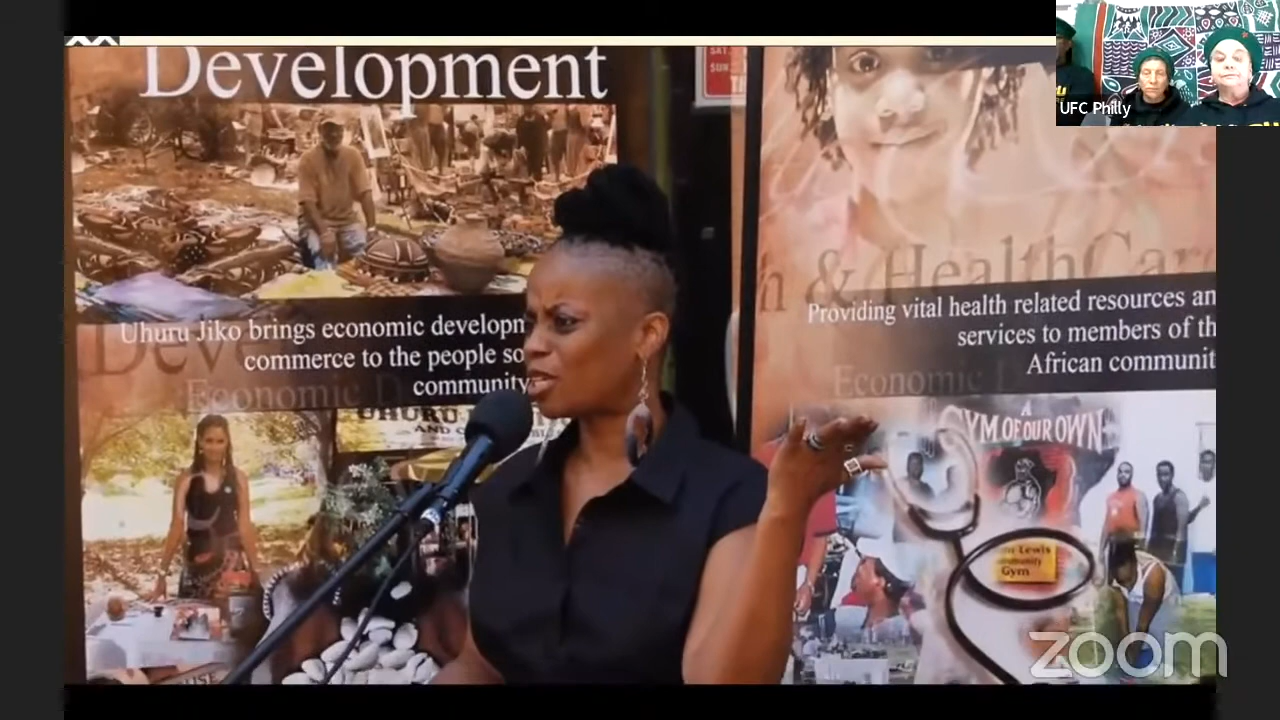 Development
SAT
SUN
UFC Philly
& HealthCare
Providing vital health related resources an
services to members of th
African communit
Uhuru Jiko brings economic developm
commerce to the people so
community
Economic D
Economic D
UHURU
A
GYM OF OUR OWN
Lewis
Gym
zoom